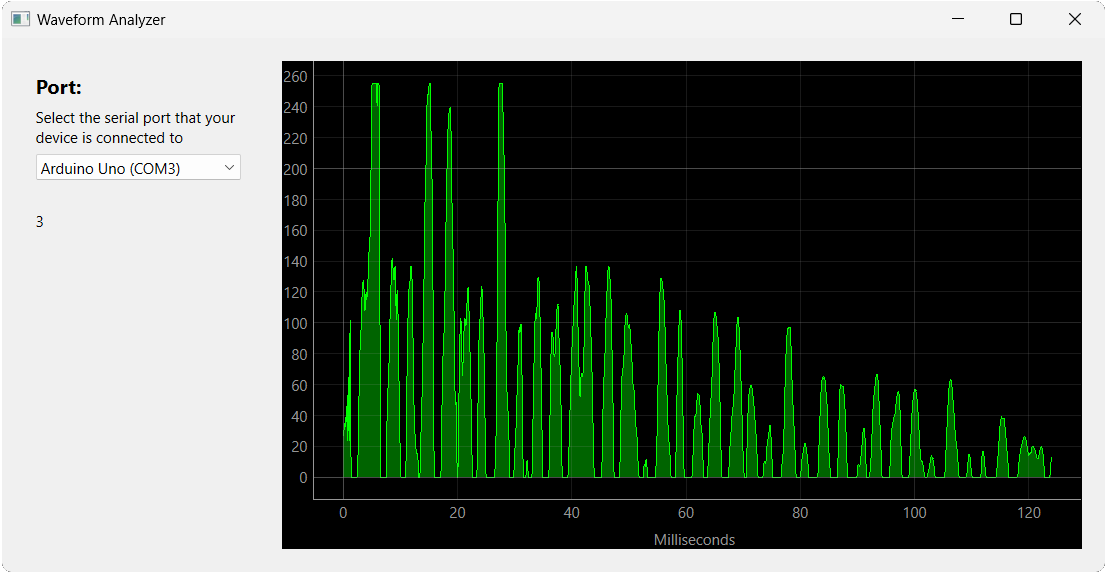 Waveform Analyzer
Port:
Select the serial port that your
device is connected to
Arduino Uno (COM3)
3
260
240
220
200
180
160
140
120
100
80
60
40
20
0
0 20 40 60 80 100 120
Milliseconds